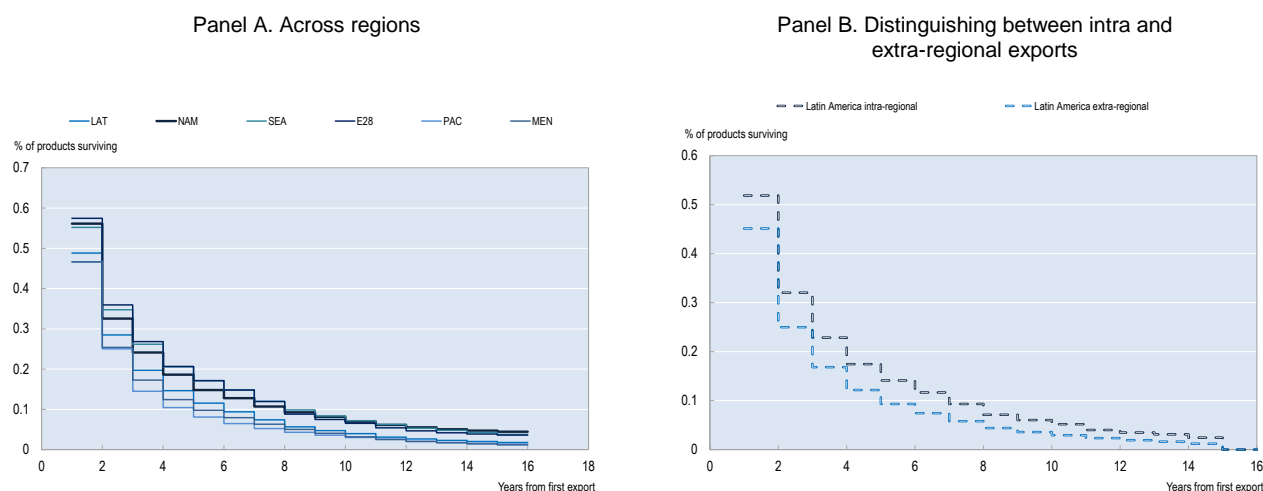 Panel A. Across regions
LAT NAM SEA E28 PAC MEN
% of products surviving
0.7
0.6
0.5
0.4
0.3
0.2
0.1
0
0 2 4 6 8 10 12 14 16 18
Years from first export
Panel B. Distinguishing between intra and
extra-regional exports
Latin America intra-regional Latin America extra-regional
% of products surviving
0.6
0.5
0.4
0.3
0.2
0.1
0
0 2 4 6 8 10 12 14 16
Years from first export